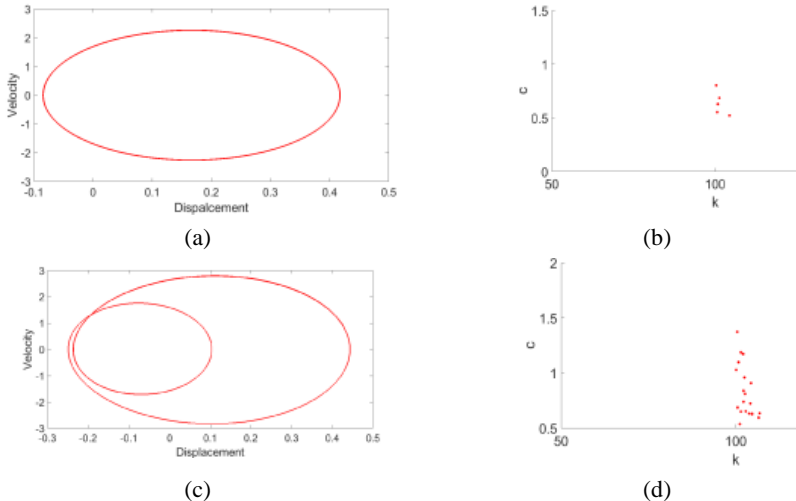 3
2
1
0
-1
-2
-3
Velocity
-0.1 0 0.1 0.2 0.3 0.4 0.5
Dispalcement
(a)
1.5
1
0.5
0
c
50 100
k
(b)
3
2
1
0
-1
-2
-3
Velocity
-0.3 -0.2 -0.1 0 0.1 0.2 0.3 0.4 0.5
Displacement
(c)
2
1.5
1
0.5
c
50 100
k
(d)